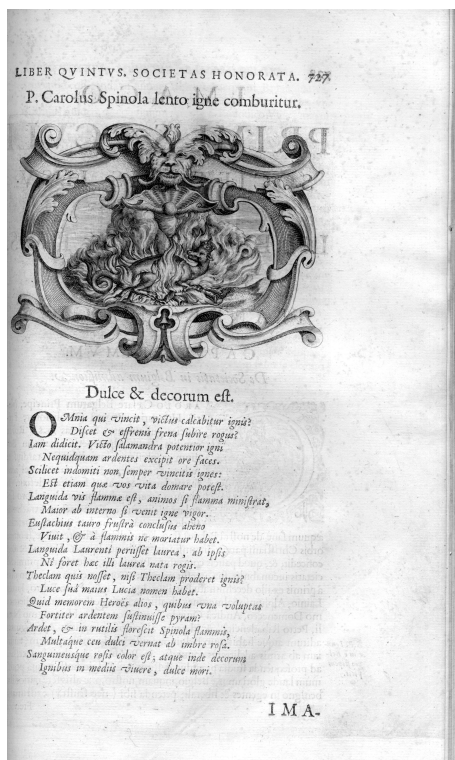 LIBER QVINTVS. SOCIETAS HONORATA. 727.
P. Carolus Spinola lento igne comburitur.
Dulce & decorum eſt.
OMnia qui vincit, victus calcabitur ignis?
Diſcet & effrenis frena ſubire rogus?
Iam didicit. Victo ſalamandra potentior igni
Nequidquam ardentes excipit ore faces.
Scilicet indomiti non ſemper vincitis ignes:
Eſt etiam quæ vos vita domare poteſt.
Languida vis flammæ eſt, animos ſi flamma miniſtrat,
Maior ab interno ſi venit igne vigor.
Euſtachius tauro fruſtrà concluſus aheno
Vivit, & à flammis ne moriatur habet.
Languida Laurenti periſſet laurea, ab ipſis
Ni foret hæc illi laurea nata rogis.
Theclam quis noſſet, niſi Theclam proderet ignis?
Luce ſuâ maius Lucia nomen habet.
Quid memorem Heroës alios, quibus vna voluptas
Fortiter ardentem ſuſtinuiſſe pyram?
Ardet, & in rutilis floreſcit Spinola flammis,
Multaque ceu dulci vernat ab imbre roſa.
Sanguineuſque roſis color eſt; atque inde decorum
Ignibus in mediis viuere, dulce mori.
IMA-